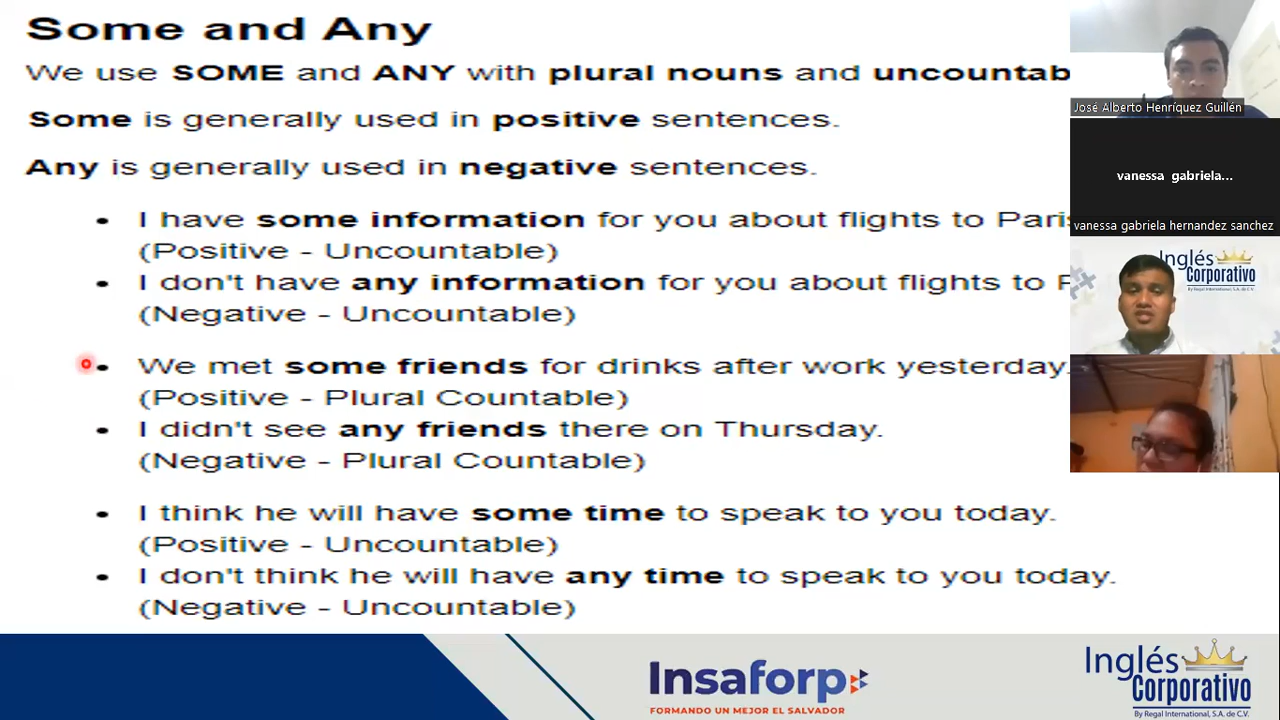 Some and Any
We use SOME and ANY with plural nouns and uncountab
Some is generally used in positive sentences.
Any is generally used in negative sentences.
• I have some information for you about flights to Paris
(Positive - Uncountable)
• I don't have any information for you about flights to P
(Negative - Uncountable)
• We met some friends for drinks after work yesterday.
(Positive - Plural Countable)
• I didn't see any friends there on Thursday.
(Negative - Plural Countable)
• I think he will have some time to speak to you today.
(Positive - Uncountable)
• I don't think he will have any time to speak to you today.
(Negative - Uncountable)
José Alberto Henríquez Guillén
vanessa gabriela...
vanessa gabriela hernandez sanchez
Inglés
Corporativo
By Regal International, S.A. de C.V.
Insaforp
FORMANDO UN MEJOR EL SALVADOR
Inglés
Corporativo
By Regal International, S.A. de C.V.